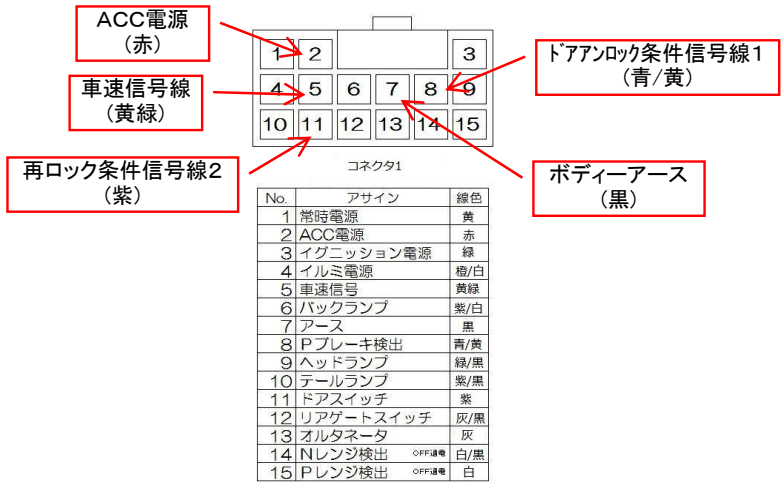 ACC電源
(赤)
車速信号線
(黄緑)
再ロック条件信号線2
(紫)
ドアアンロック条件信号線1
(青/黄)
ボディーアース
(黒)
1 2 3
4 5 6 7 8 9
10 11 12 13 14 15
コネクタ1
No. アサイン 線色
1 常時電源 黄
2 ACC電源 赤
3 イグニッション電源 緑
4 イルミ電源 橙/白
5 車速信号 黄緑
6 バックランプ 紫/白
7 アース 黒
8 Pブレーキ検出 青/黄
9 ヘッドランプ 緑/黒
10 テールランプ 紫/黒
11 ドアスイッチ 紫
12 リアゲートスイッチ 灰/黒
13 オルタネータ 灰
14 Nレンジ検出 OFF通電 白/黒
15 Pレンジ検出 OFF通電 白